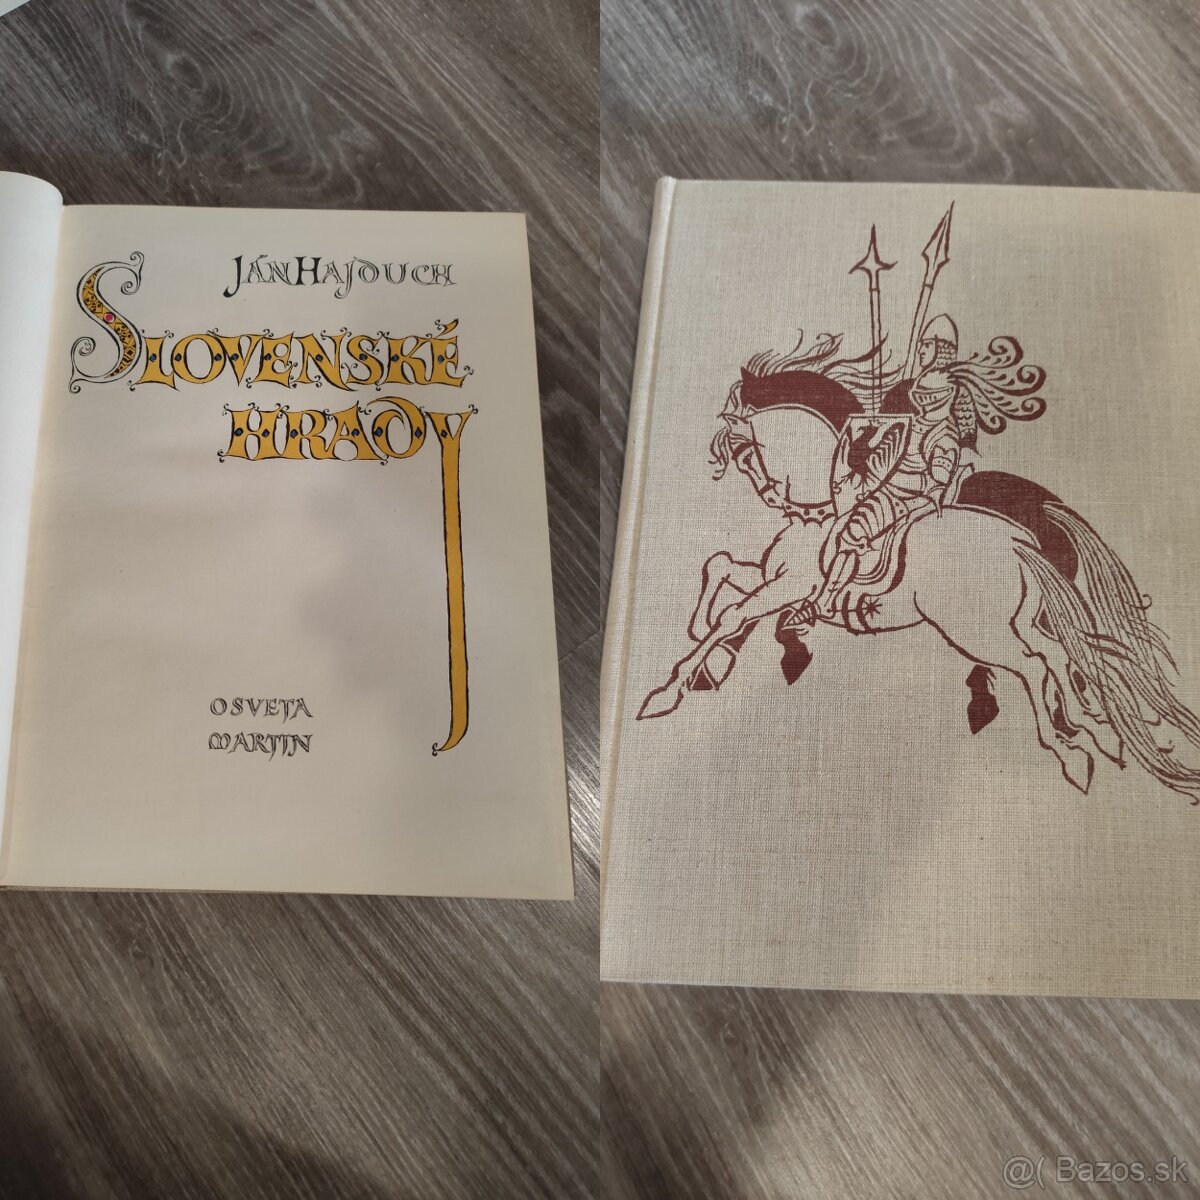 Ján Hajduch
Slovenské
hrady
Osveta
Martin
@( Bazos.sk